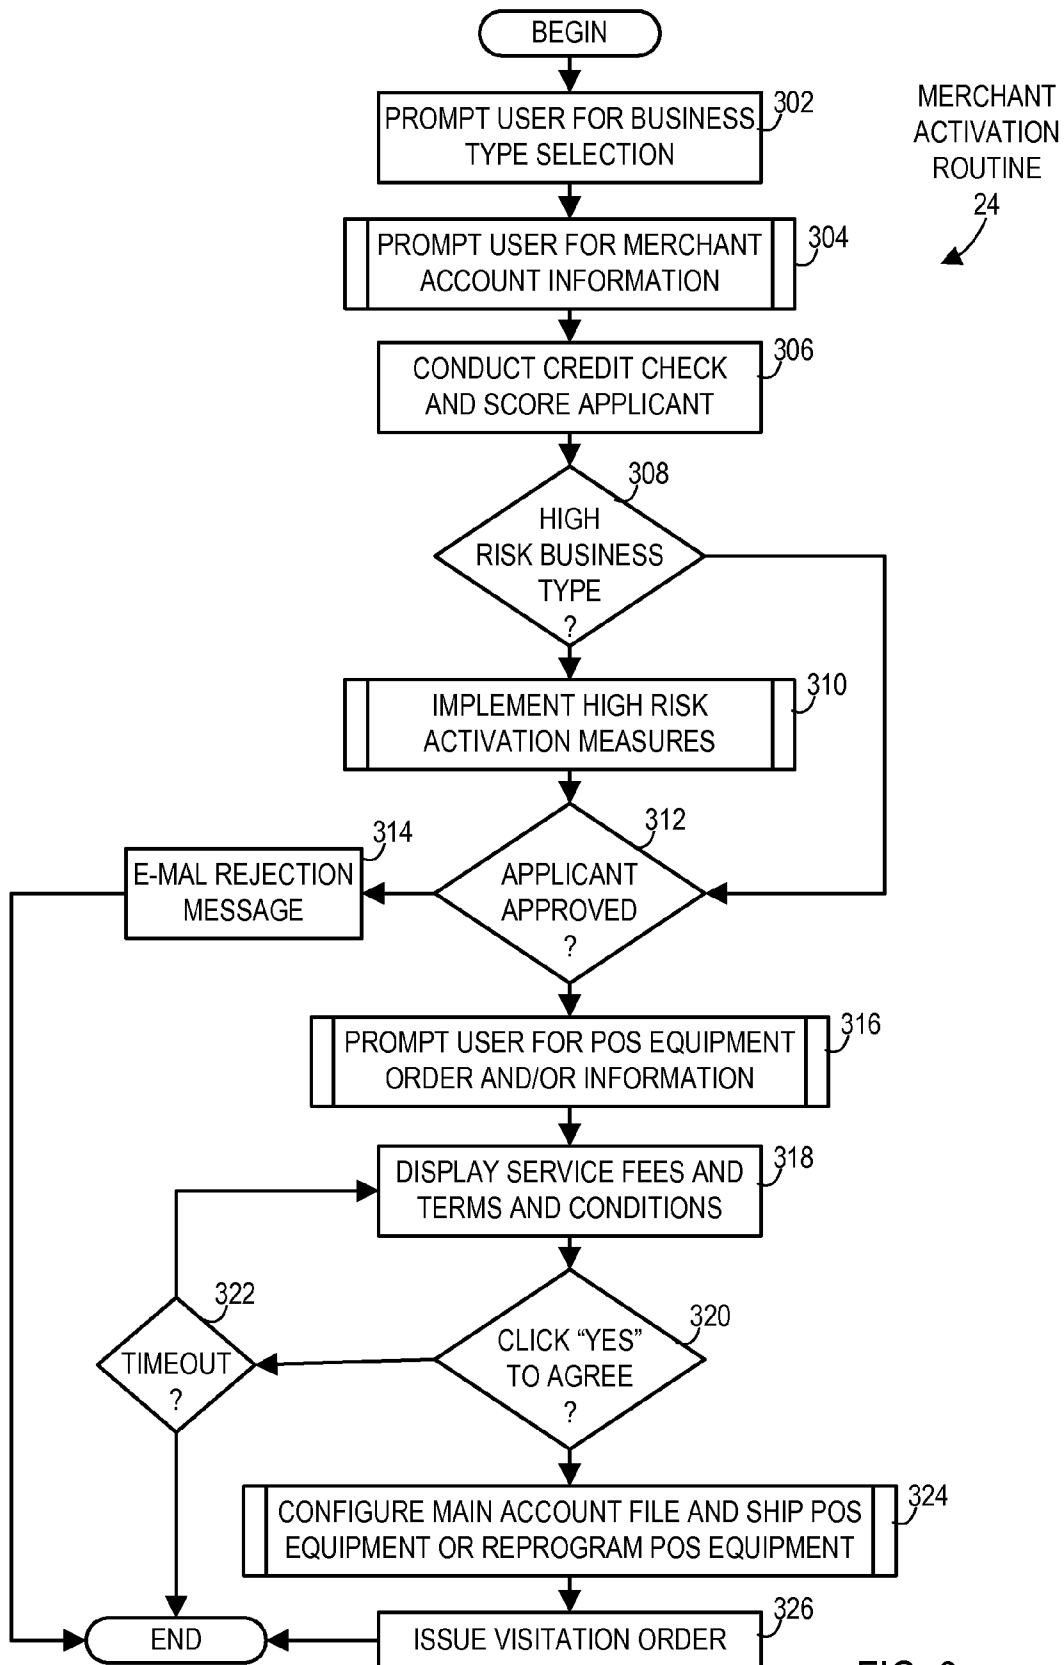 BEGIN
PROMPT USER FOR BUSINESS
TYPE SELECTION
302
MERCHANT
ACTIVATION
ROUTINE
24
PROMPT USER FOR MERCHANT
ACCOUNT INFORMATION
304
CONDUCT CREDIT CHECK
AND SCORE APPLICANT
306
308
HIGH
RISK BUSINESS
TYPE
?
IMPLEMENT HIGH RISK
ACTIVATION MEASURES
310
312
APPLICANT
APPROVED
?
314
E-MAL REJECTION
MESSAGE
PROMPT USER FOR POS EQUIPMENT
ORDER AND/OR INFORMATION
316
DISPLAY SERVICE FEES AND
TERMS AND CONDITIONS
318
320
CLICK “YES”
TO AGREE
?
322
TIMEOUT
?
CONFIGURE MAIN ACCOUNT FILE AND SHIP POS
EQUIPMENT OR REPROGRAM POS EQUIPMENT
324
ISSUE VISITATION ORDER
326
END